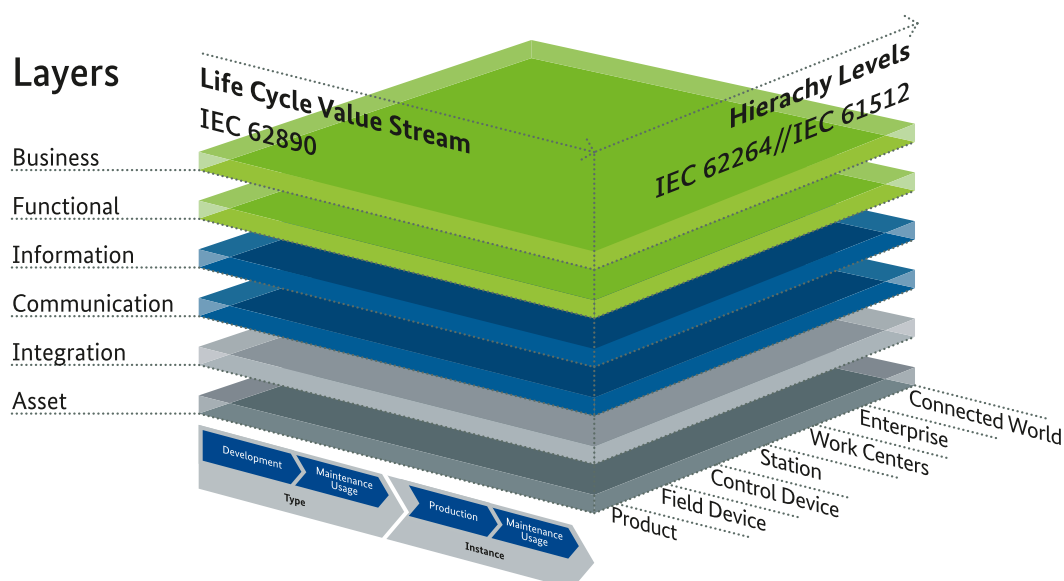 Layers
Life Cycle Value Stream
IEC 62890
Hierachy Levels
IEC 62264//IEC 61512
Business
Functional
Information
Communication
Integration
Asset
Development
Maintenance
Usage
Type
Production
Maintenance
Usage
Instance
Connected World
Enterprise
Work Centers
Station
Control Device
Field Device
Product